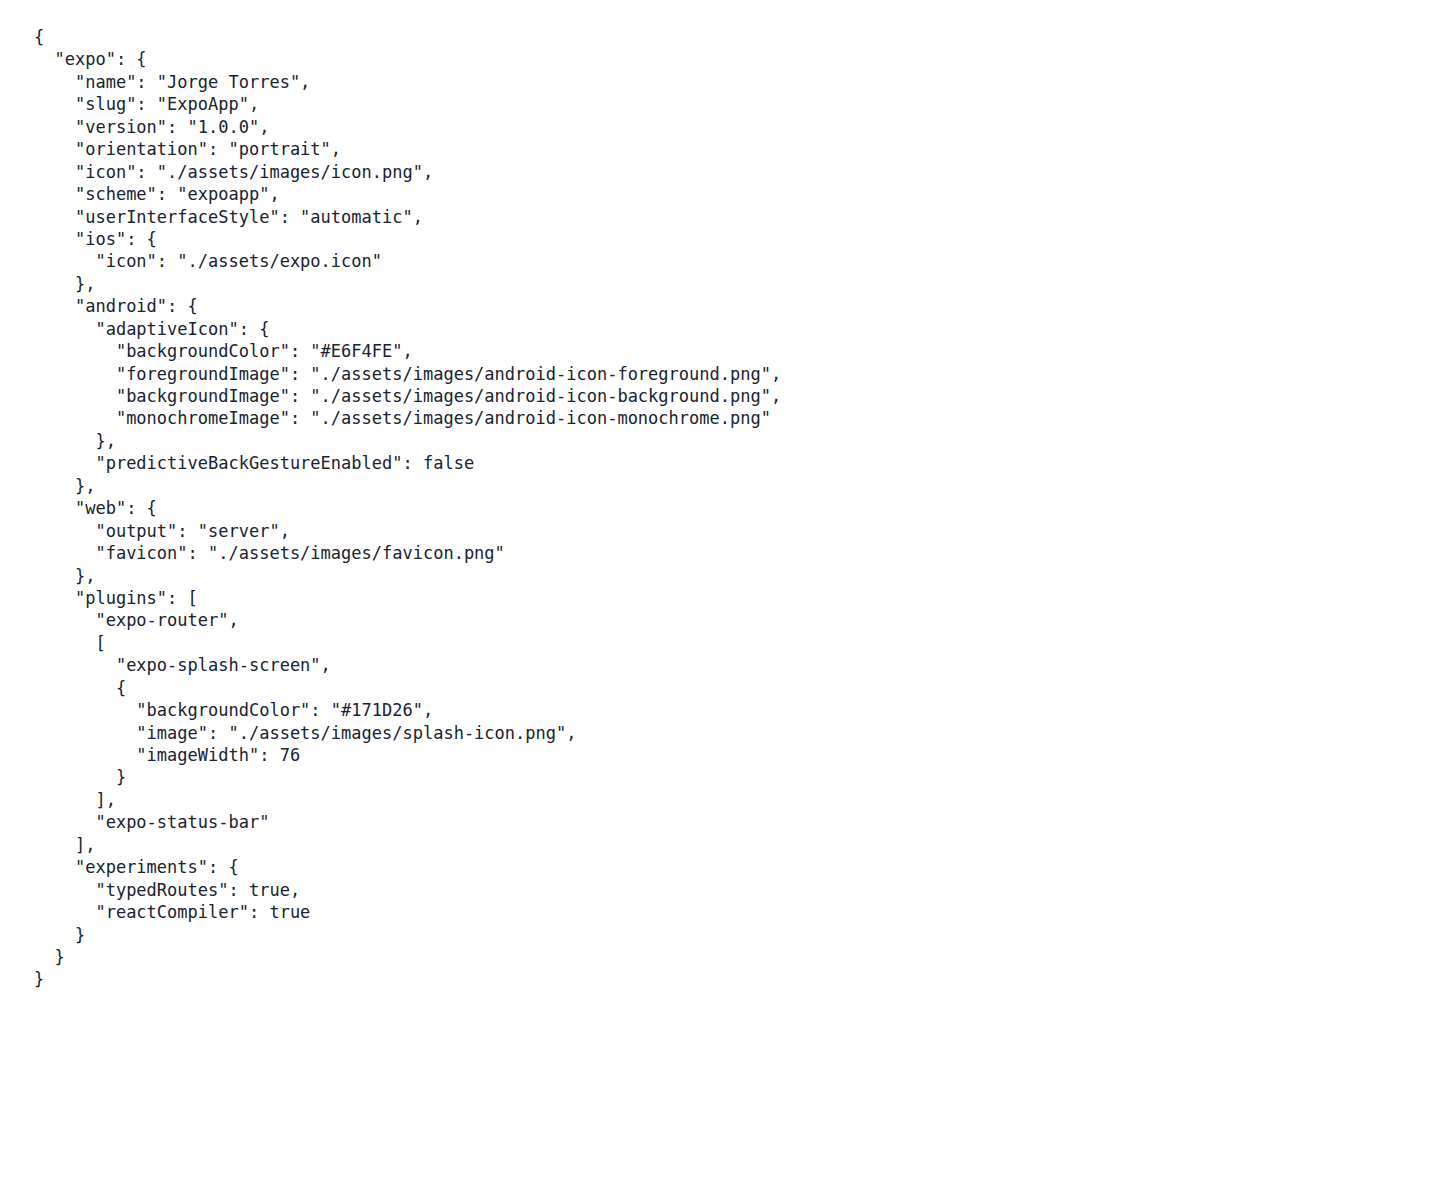 {
  "expo": {
    "name": "Jorge Torres",
    "slug": "ExpoApp",
    "version": "1.0.0",
    "orientation": "portrait",
    "icon": "./assets/images/icon.png",
    "scheme": "expoapp",
    "userInterfaceStyle": "automatic",
    "ios": {
      "icon": "./assets/expo.icon"
    },
    "android": {
      "adaptiveIcon": {
        "backgroundColor": "#E6F4FE",
        "foregroundImage": "./assets/images/android-icon-foreground.png",
        "backgroundImage": "./assets/images/android-icon-background.png",
        "monochromeImage": "./assets/images/android-icon-monochrome.png"
      },
      "predictiveBackGestureEnabled": false
    },
    "web": {
      "output": "server",
      "favicon": "./assets/images/favicon.png"
    },
    "plugins": [
      "expo-router",
      [
        "expo-splash-screen",
        {
          "backgroundColor": "#171D26",
          "image": "./assets/images/splash-icon.png",
          "imageWidth": 76
        }
      ],
      "expo-status-bar"
    ],
    "experiments": {
      "typedRoutes": true,
      "reactCompiler": true
    }
  }
}